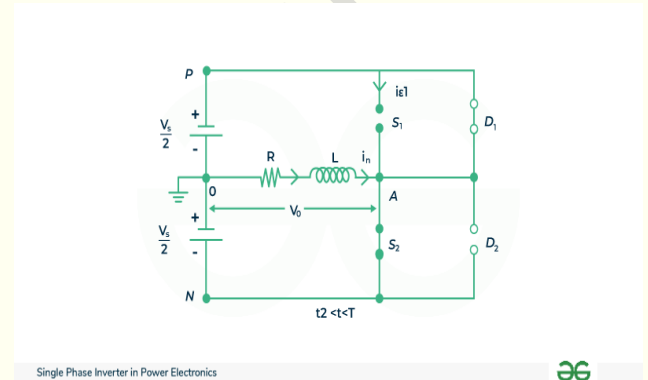 P
iε1
+
S₁
D₁
Vs
2
-
R
L
iₙ
0
A
+
V₀
Vs
2
S₂
D₂
-
N
t2 <t<T
Single Phase Inverter in Power Electronics